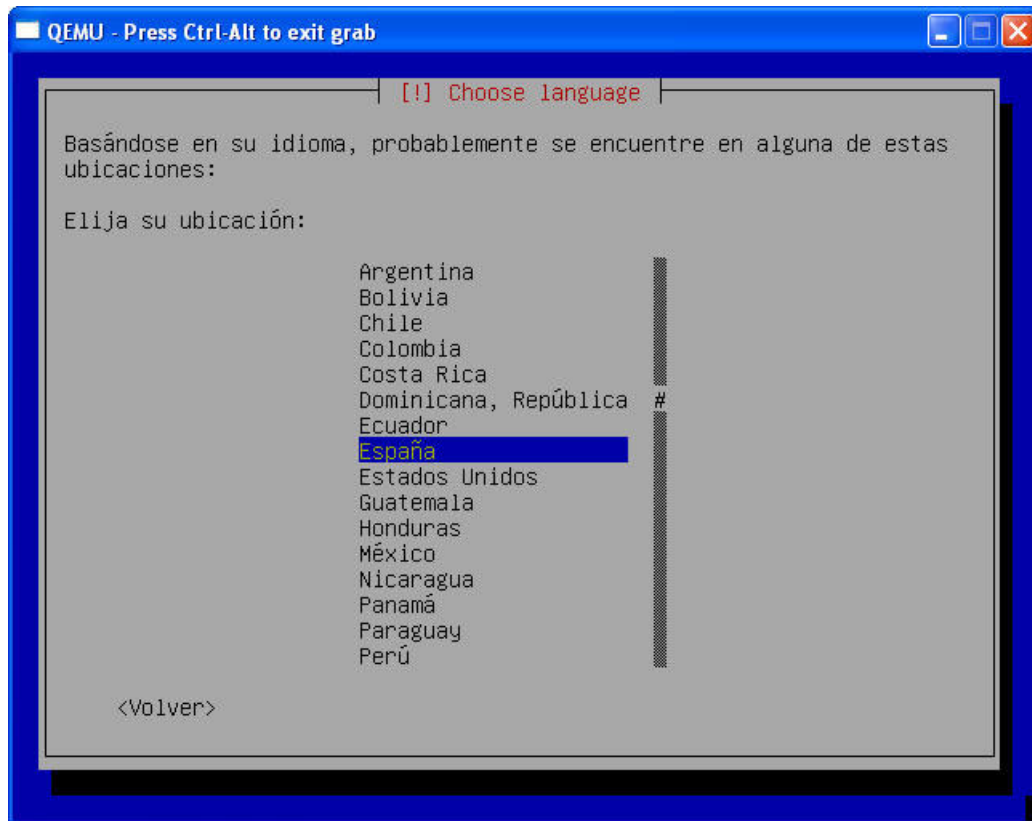 QEMU - Press Ctrl-Alt to exit grab
[!] Choose language
Basándose en su idioma, probablemente se encuentre en alguna de estas
ubicaciones:
Elija su ubicación:
Argentina
Bolivia
Chile
Colombia
Costa Rica
Dominicana, República #
Ecuador
España
Estados Unidos
Guatemala
Honduras
México
Nicaragua
Panamá
Paraguay
Perú
<Volver>